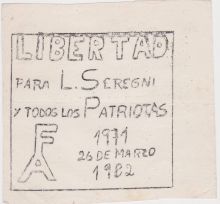 LIBERTAD
PARA L. SEREGNI
Y TODOS LOS PATRIOTAS
FA
1971
26 DE MARZO
1982